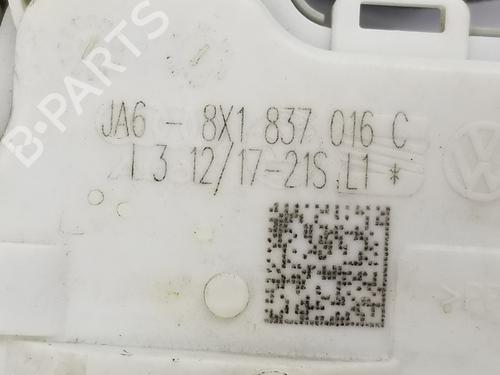 B-PARTS
JA6 - 8X1 837 016 C
L 3 12/17-21S L1 *